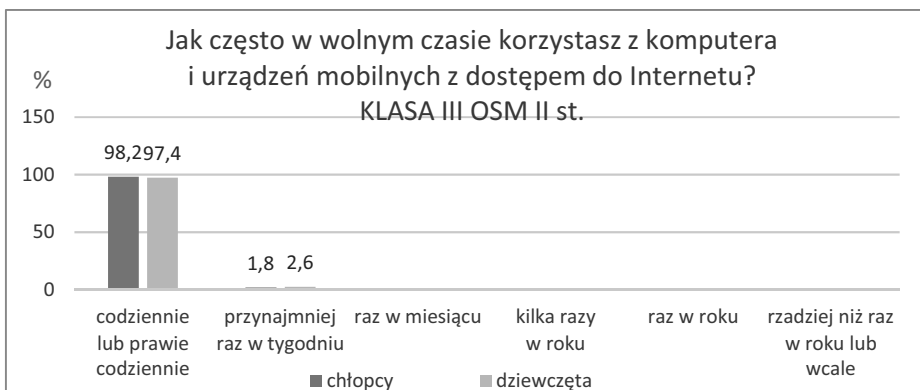 Jak często w wolnym czasie korzystasz z komputera
i urządzeń mobilnych z dostępem do Internetu?
KLASA III OSM II st.
%
150
100
50
0
98,2
97,4
1,8
2,6
codziennie
lub prawie
codziennie
przynajmniej
raz w tygodniu
raz w miesiącu
kilka razy
w roku
raz w roku
rzadziej niż raz
w roku lub
wcale
chłopcy
dziewczęta